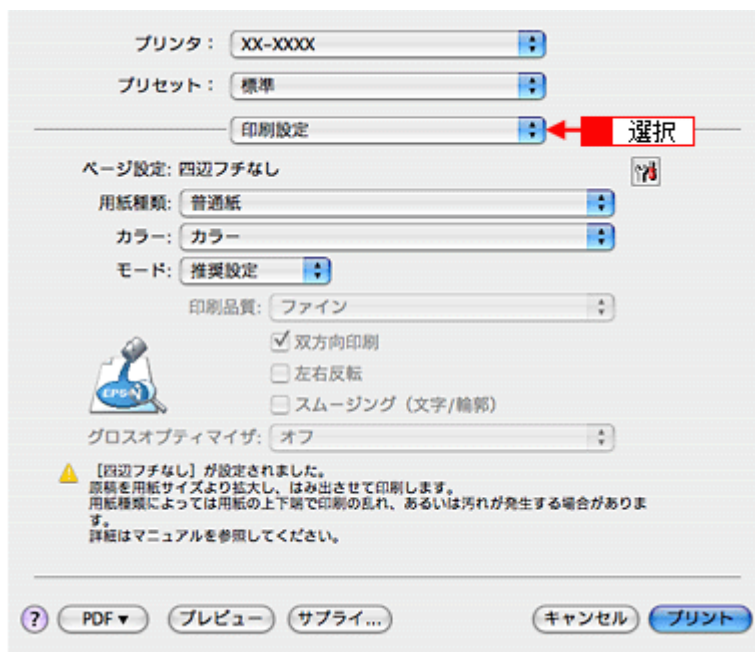 プリンタ： XX-XXXX
プリセット： 標準
印刷設定 選択
ページ設定: 四辺フチなし
用紙種類: 普通紙
カラー: カラー
モード: 推奨設定
印刷品質: ファイン
双方向印刷
左右反転
スムージング（文字/輪郭）
グロスオプティマイザ: オフ
［四辺フチなし］が設定されました。
原稿を用紙サイズより拡大し、はみ出させて印刷します。
用紙種類によっては用紙の上下端で印刷の乱れ、あるいは汚れが発生する場合がありま
す。
詳細はマニュアルを参照してください。
? PDF▼ プレビュー サプライ... キャンセル プリント